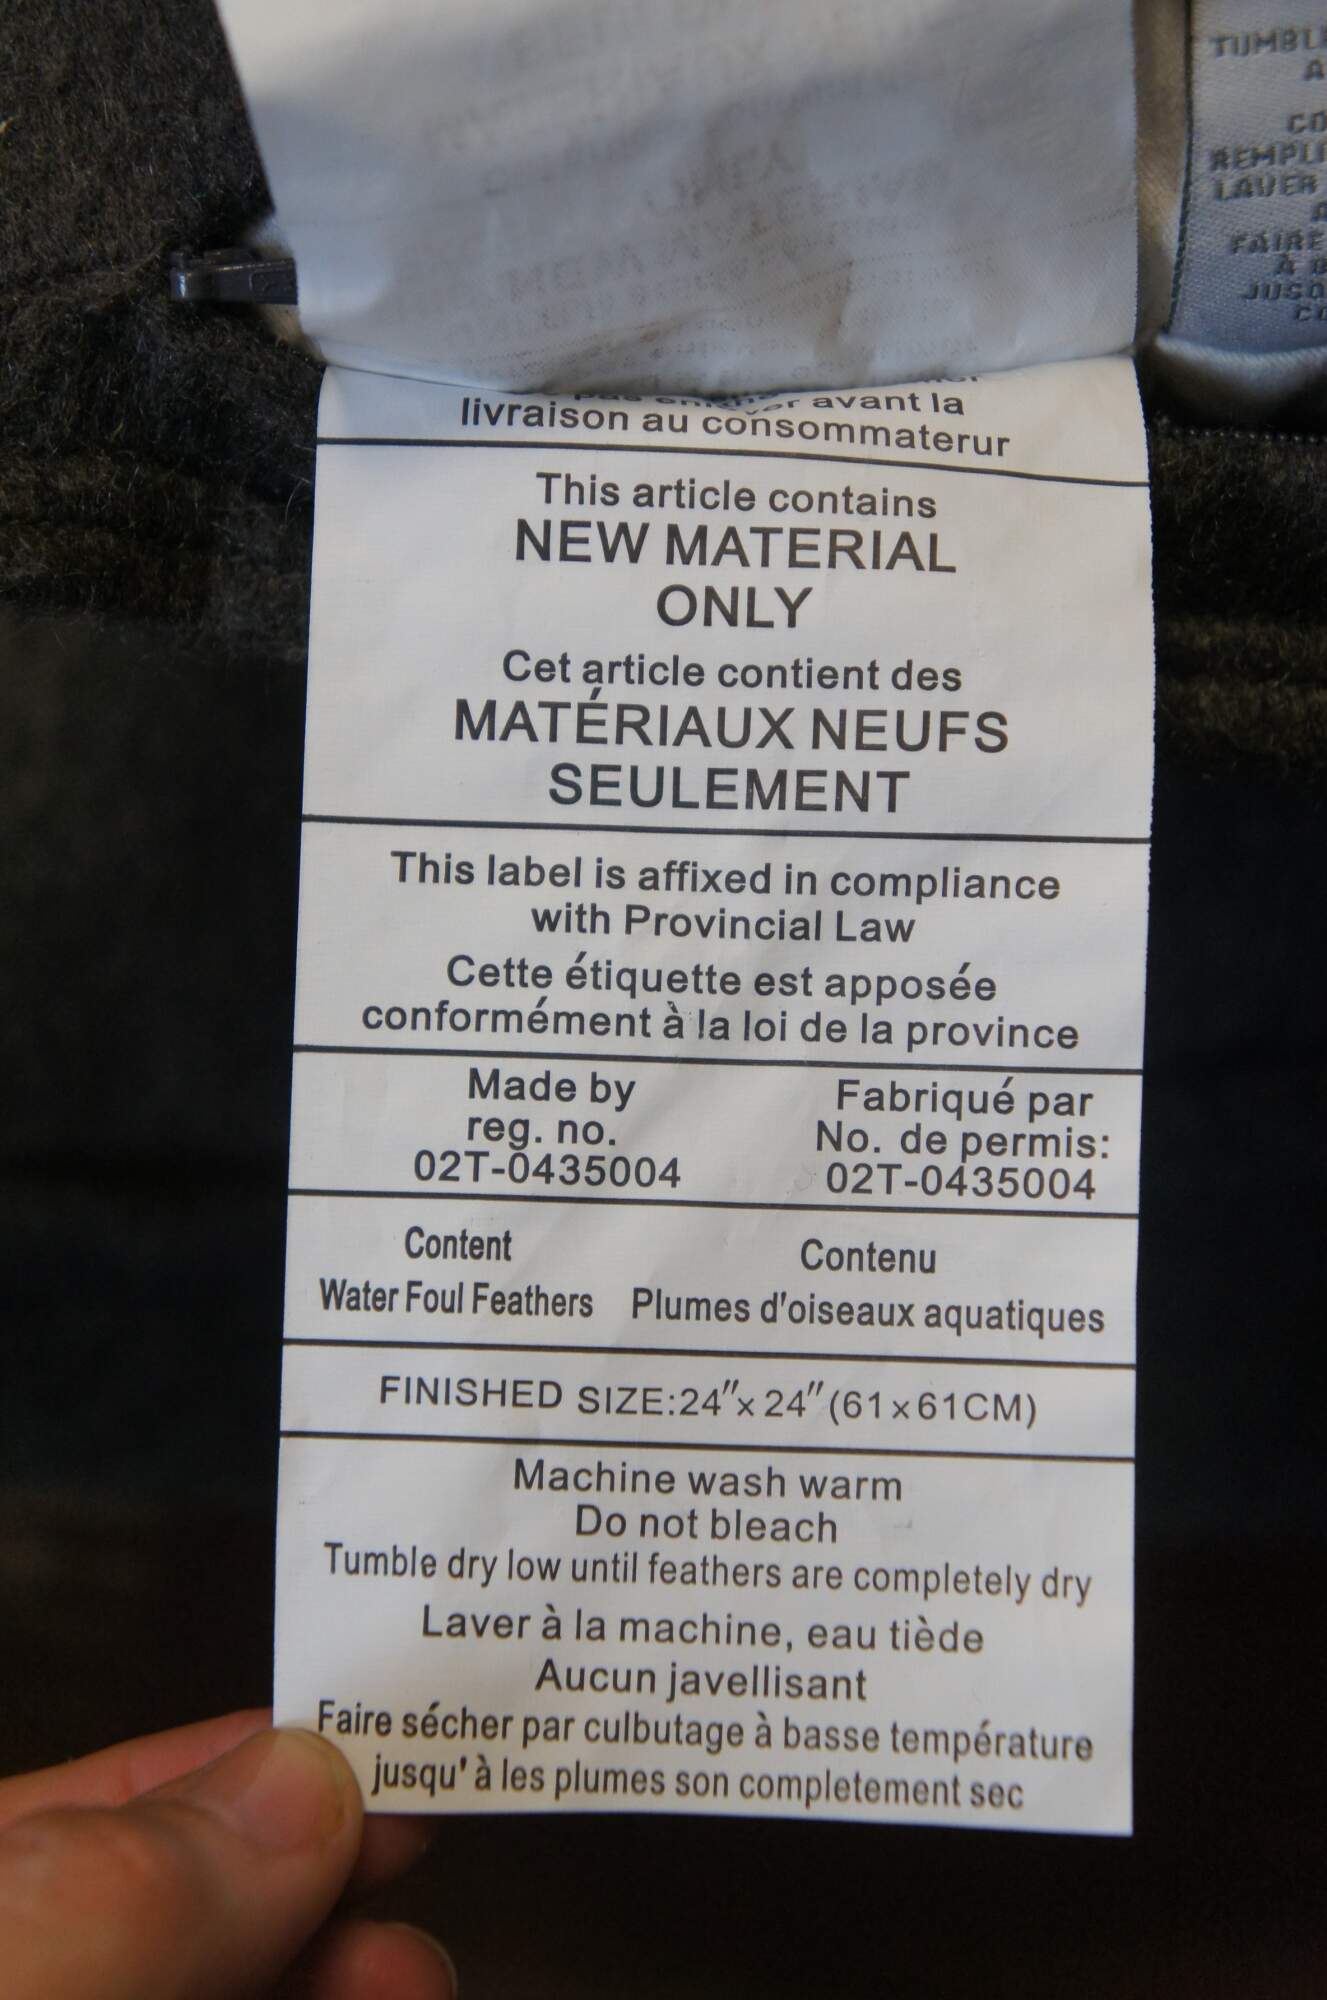 avant la
livraison au consommaterur
This article contains
NEW MATERIAL
ONLY
Cet article contient des
MATÉRIAUX NEUFS
SEULEMENT
This label is affixed in compliance
with Provincial Law
Cette étiquette est apposée
conformément à la loi de la province
Made by
reg. no.
02T-0435004
Fabriqué par
No. de permis:
02T-0435004
Content
Water Foul Feathers
Contenu
Plumes d'oiseaux aquatiques
FINISHED SIZE:24"x 24"(61x61CM)
Machine wash warm
Do not bleach
Tumble dry low until feathers are completely dry
Laver à la machine, eau tiède
Aucun javellisant
Faire sécher par culbutage à basse température
jusqu' à les plumes son completement sec
LAVER
FAIRE